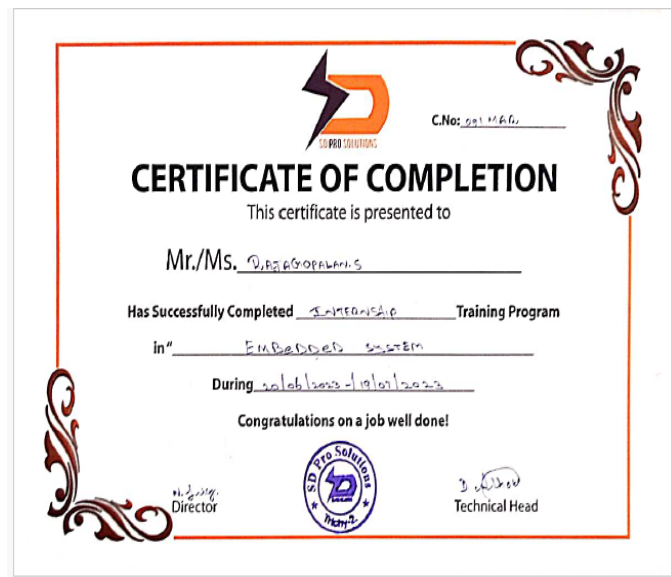 SD PRO SOLUTIONS
C.No:
CERTIFICATE OF COMPLETION
This certificate is presented to
Mr./Ms. RAJAGOPALAN.S
Has Successfully Completed INTERNSHIP Training Program
in“ EMBEDDED SYSTEM
During 20/06/2023 - 19/07/2023
Congratulations on a job well done!
SD Pro Solutions
Trichy-2.
Director
Technical Head